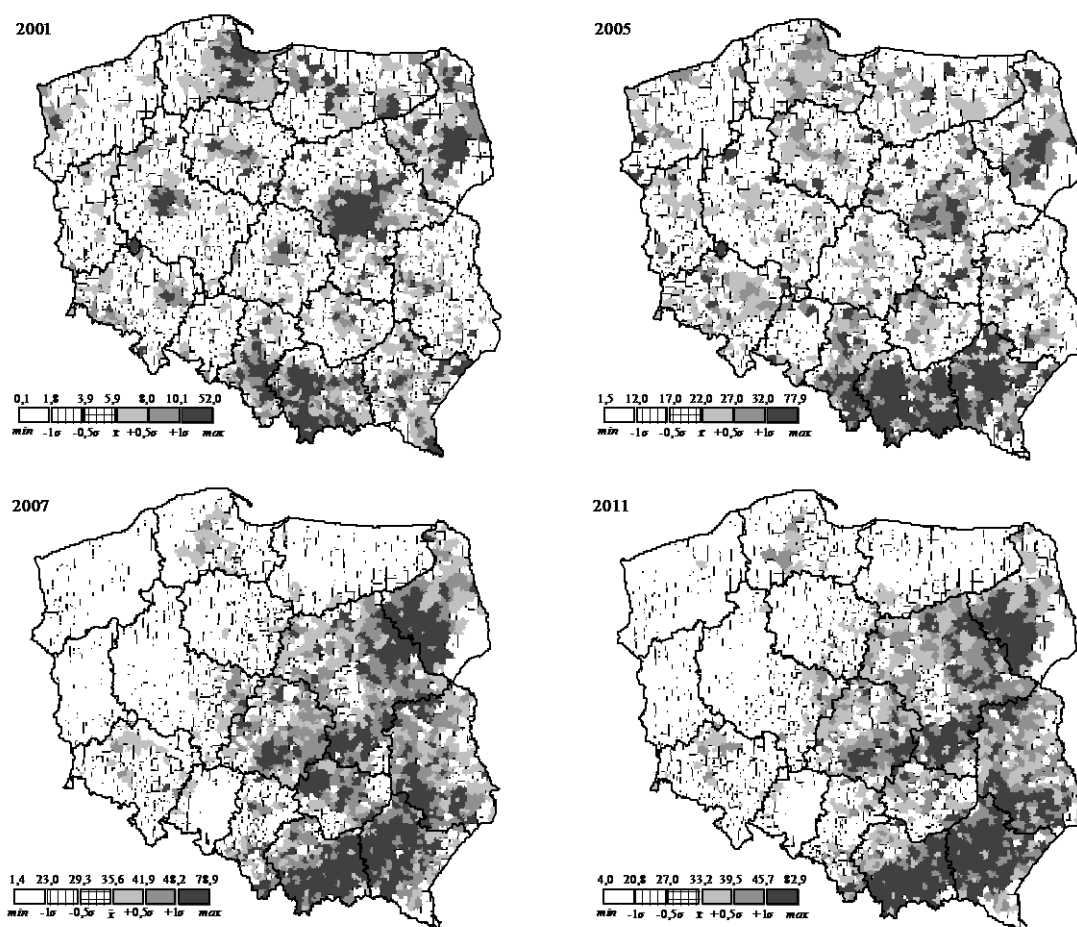 2001
0,1 1,8 3,9 5,9 8,0 10,1 52,0
min -1σ -0,5σ x̄ +0,5σ +1σ max
2005
1,5 12,0 17,0 22,0 27,0 32,0 77,9
min -1σ -0,5σ x̄ +0,5σ +1σ max
2007
1,4 23,0 29,3 35,6 41,9 48,2 78,9
min -1σ -0,5σ x̄ +0,5σ +1σ max
2011
4,0 20,8 27,0 33,2 39,5 45,7 82,9
min -1σ -0,5σ x̄ +0,5σ +1σ max